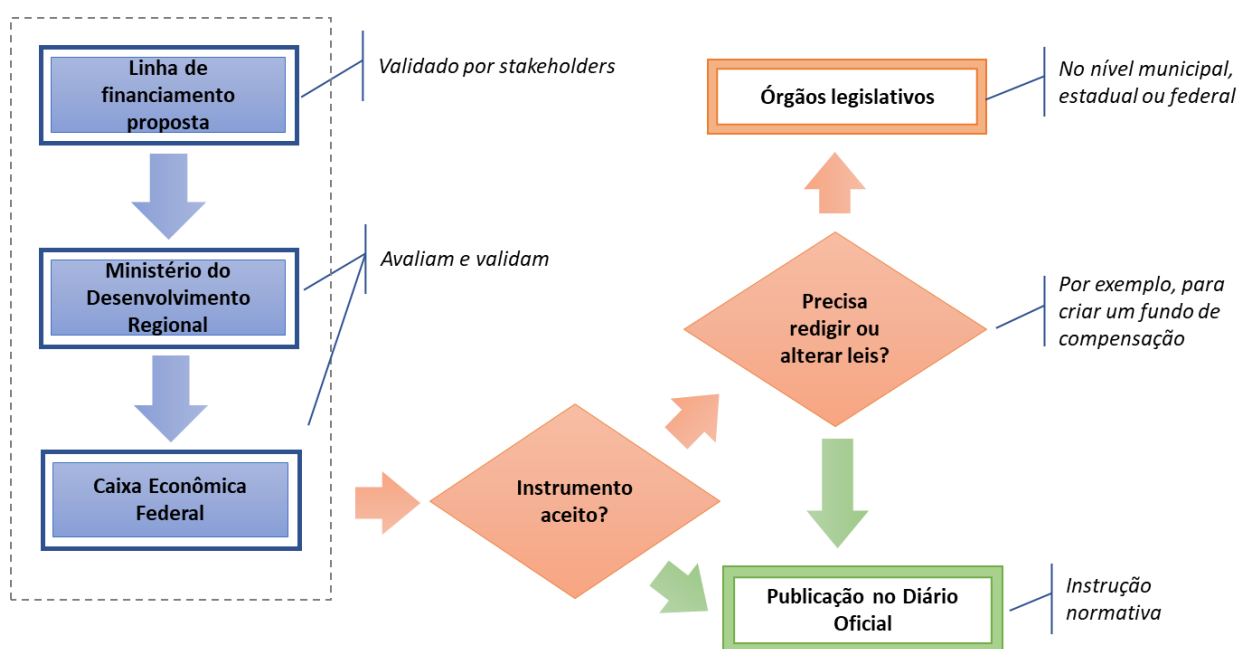 Linha de
financiamento
proposta
Validado por stakeholders
Ministério do
Desenvolvimento
Regional
Avaliam e validam
Caixa Econômica
Federal
Instrumento
aceito?
Órgãos legislativos
No nível municipal,
estadual ou federal
Precisa
redigir ou
alterar leis?
Por exemplo, para
criar um fundo de
compensação
Publicação no Diário
Oficial
Instrução
normativa